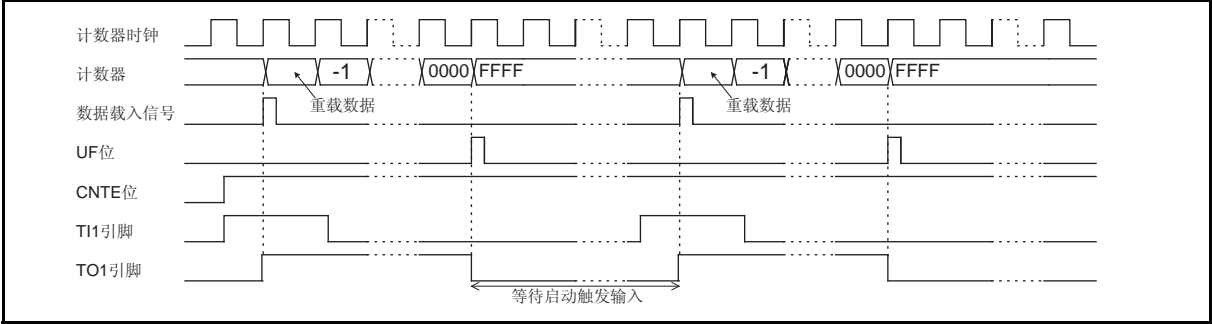 计数器时钟
计数器 -1 0000 FFFF -1 0000 FFFF
重载数据 重载数据
数据载入信号
UF位
CNTE位
TI1引脚
TO1引脚
等待启动触发输入